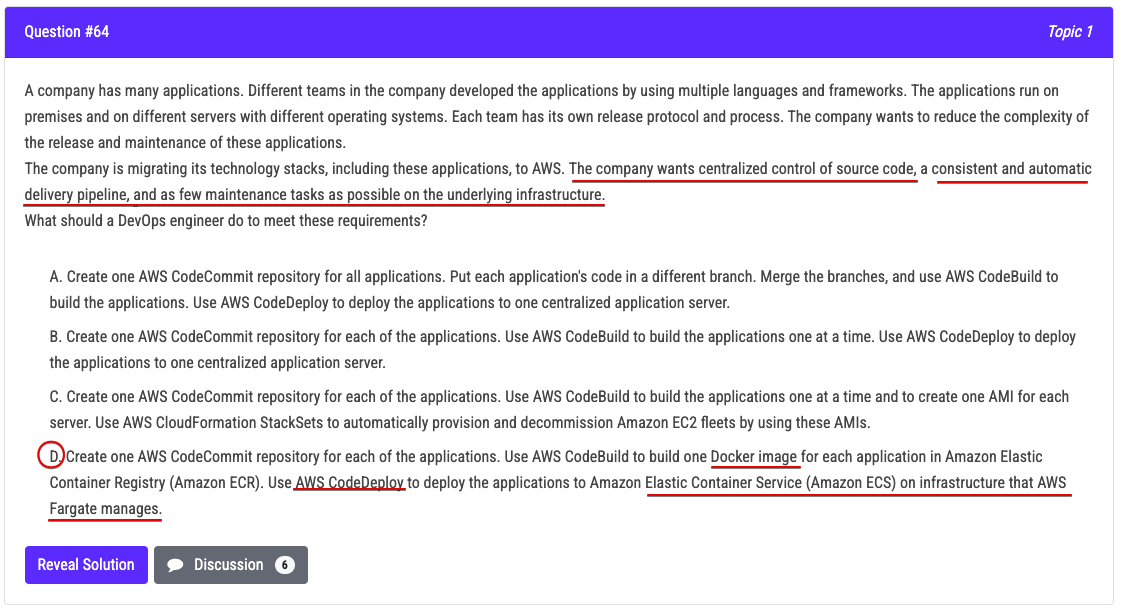 Question #64
Topic 1
A company has many applications. Different teams in the company developed the applications by using multiple languages and frameworks. The applications run on
premises and on different servers with different operating systems. Each team has its own release protocol and process. The company wants to reduce the complexity of
the release and maintenance of these applications.
The company is migrating its technology stacks, including these applications, to AWS. The company wants centralized control of source code, a consistent and automatic
delivery pipeline, and as few maintenance tasks as possible on the underlying infrastructure.
What should a DevOps engineer do to meet these requirements?
A. Create one AWS CodeCommit repository for all applications. Put each application's code in a different branch. Merge the branches, and use AWS CodeBuild to
build the applications. Use AWS CodeDeploy to deploy the applications to one centralized application server.
B. Create one AWS CodeCommit repository for each of the applications. Use AWS CodeBuild to build the applications one at a time. Use AWS CodeDeploy to deploy
the applications to one centralized application server.
C. Create one AWS CodeCommit repository for each of the applications. Use AWS CodeBuild to build the applications one at a time and to create one AMI for each
server. Use AWS CloudFormation StackSets to automatically provision and decommission Amazon EC2 fleets by using these AMIs.
D. Create one AWS CodeCommit repository for each of the applications. Use AWS CodeBuild to build one Docker image for each application in Amazon Elastic
Container Registry (Amazon ECR). Use AWS CodeDeploy to deploy the applications to Amazon Elastic Container Service (Amazon ECS) on infrastructure that AWS
Fargate manages.
Reveal Solution
Discussion 6